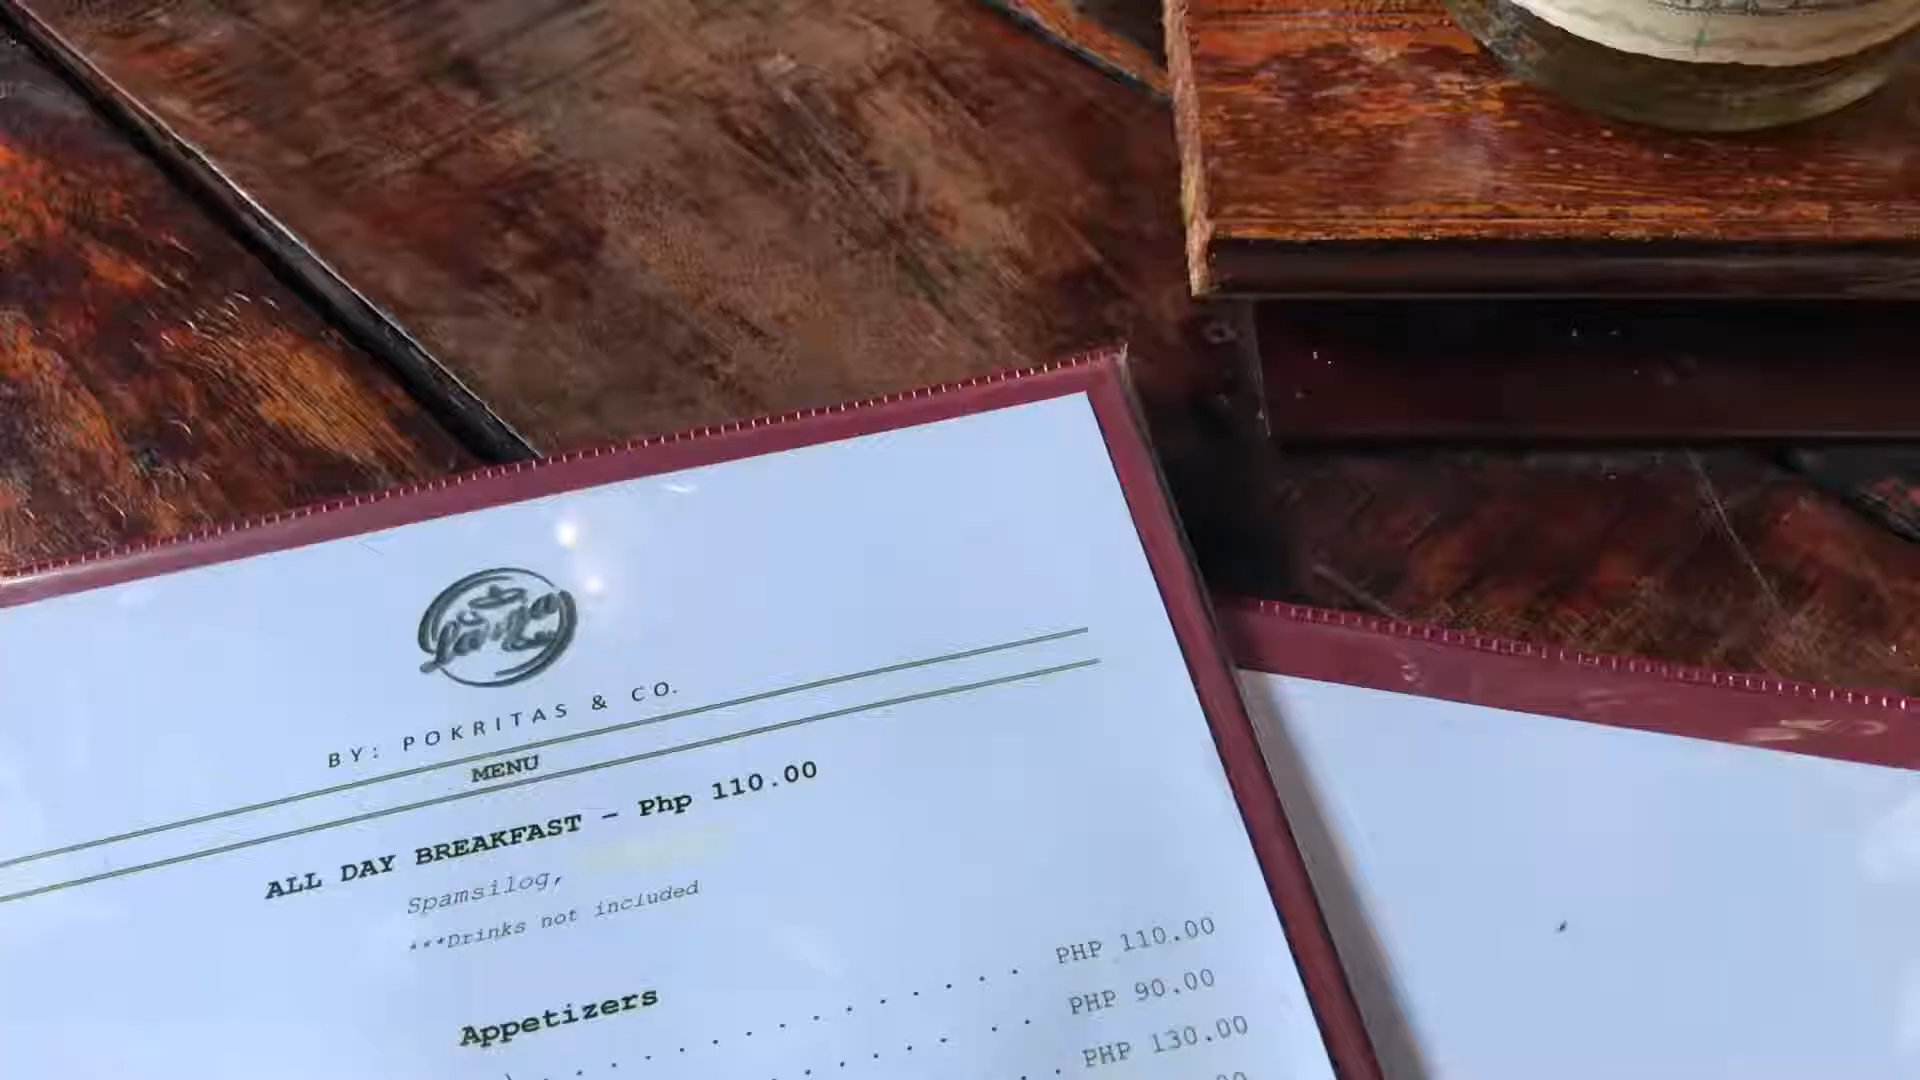 BY: POKRITAS & CO.
MENU
ALL DAY BREAKFAST – Php 110.00
Spamsilog,
***Drinks not included
Appetizers
PHP 110.00
PHP 90.00
PHP 130.00